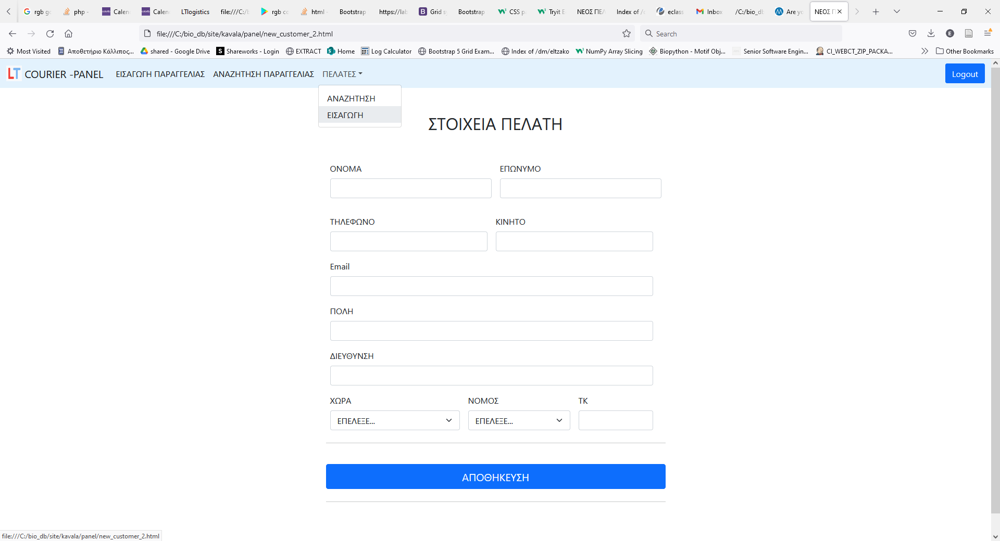 rgb go
php -
Calen
Calen
LTlogistics
file:///C:/b
rgb co
html -
Bootstrap
https://lab
Grid s
Bootstrap
CSS p
Tryit E
ΝΕΟΣ ΠΕΛ
Index of /
eclass
Inbox
/C:/bio_db
Are yo
ΝΕΟΣ Π
file:///C:/bio_db/site/kavala/panel/new_customer_2.html
Search
Most Visited
Αποθετήριο Κάλλιπος...
shared - Google Drive
Shareworks - Login
EXTRACT
Home
Log Calculator
Bootstrap 5 Grid Exam...
Index of /dm/eltzako
NumPy Array Slicing
Biopython - Motif Obj...
Senior Software Engin...
CI_WEBCT_ZIP_PACKA...
Other Bookmarks
LT COURIER -PANEL
ΕΙΣΑΓΩΓΗ ΠΑΡΑΓΓΕΛΙΑΣ
ΑΝΑΖΗΤΗΣΗ ΠΑΡΑΓΓΕΛΙΑΣ
ΠΕΛΑΤΕΣ
Logout
ΑΝΑΖΗΤΗΣΗ
ΕΙΣΑΓΩΓΗ
ΣΤΟΙΧΕΙΑ ΠΕΛΑΤΗ
ΟΝΟΜΑ
ΕΠΩΝΥΜΟ
ΤΗΛΕΦΩΝΟ
ΚΙΝΗΤΟ
Email
ΠΟΛΗ
ΔΙΕΥΘΥΝΣΗ
ΧΩΡΑ
ΝΟΜΟΣ
ΤΚ
ΕΠΕΛΕΞΕ...
ΕΠΕΛΕΞΕ...
ΑΠΟΘΗΚΕΥΣΗ
file:///C:/bio_db/site/kavala/panel/new_customer_2.html